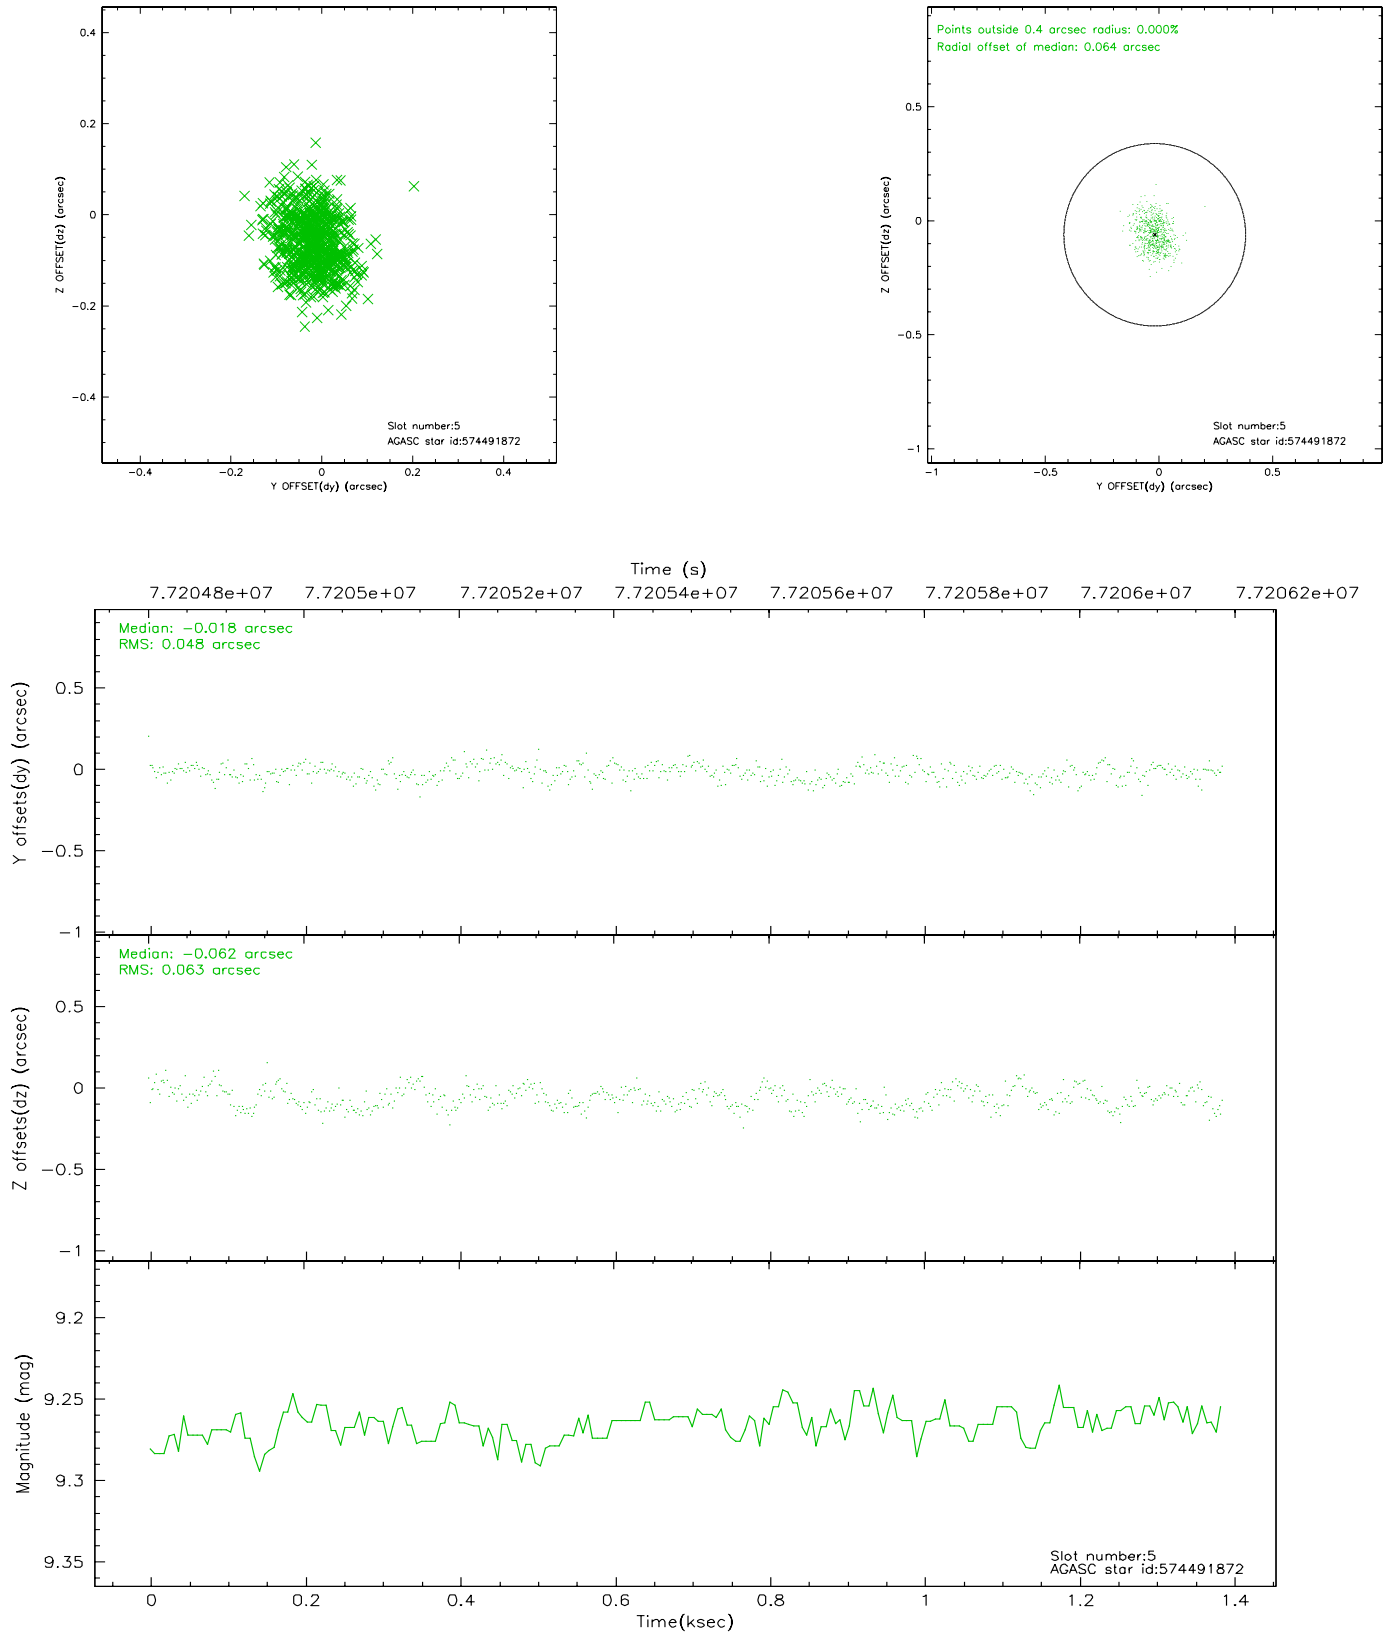 0.4
0.2
0
−0.2
−0.4
Z OFFSET(dz) (arcsec)
Slot number:5
AGASC star id:574491872
−0.4 −0.2 0 0.2 0.4
Y OFFSET(dy) (arcsec)
Points outside 0.4 arcsec radius: 0.000%
Radial offset of median: 0.064 arcsec
0.5
0
−0.5
−1
Z OFFSET(dz) (arcsec)
Slot number:5
AGASC star id:574491872
−1 −0.5 0 0.5
Y OFFSET(dy) (arcsec)
Time (s)
7.72048e+07 7.7205e+07 7.72052e+07 7.72054e+07 7.72056e+07 7.72058e+07 7.7206e+07 7.72062e+07
Median: −0.018 arcsec
RMS: 0.048 arcsec
0.5
0
−0.5
−1
Y offsets(dy) (arcsec)
Median: −0.062 arcsec
RMS: 0.063 arcsec
0.5
0
−0.5
−1
Z offsets(dz) (arcsec)
9.2
9.25
9.3
9.35
Magnitude (mag)
Slot number:5
AGASC star id:574491872
0 0.2 0.4 0.6 0.8 1 1.2 1.4
Time(ksec)